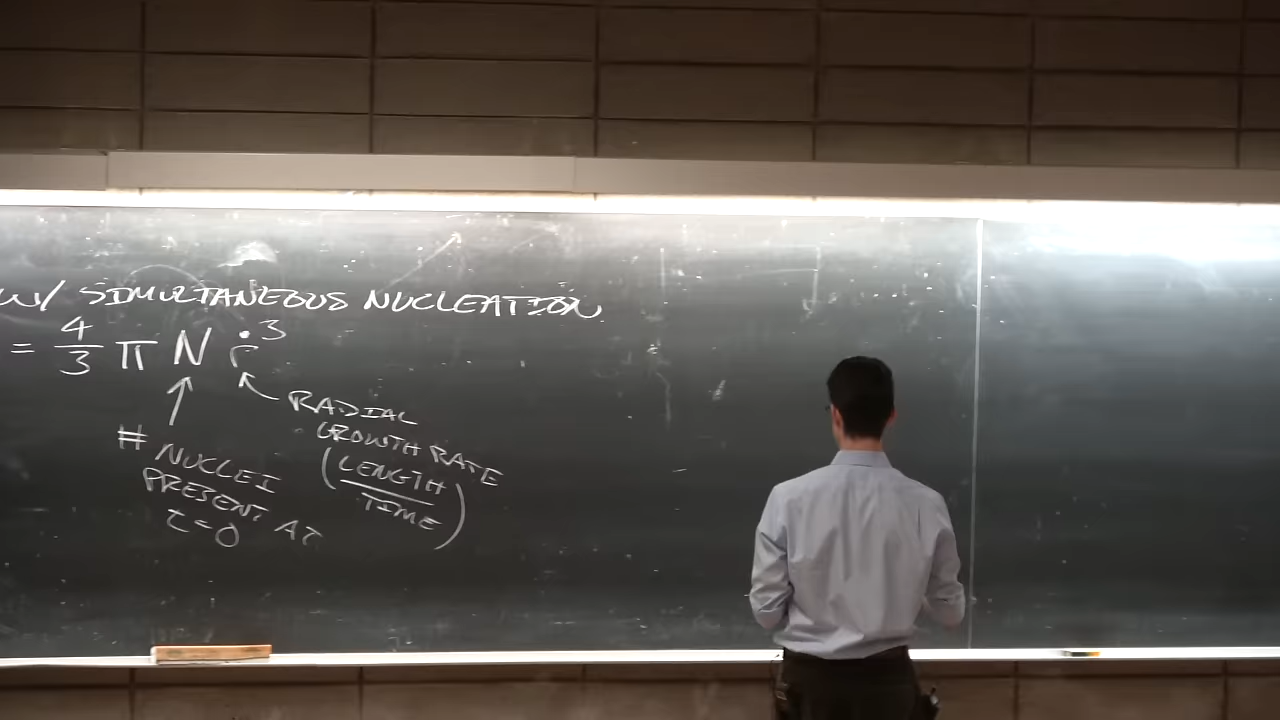 w/ SIMULTANEOUS NUCLEATION
= 4/3 π N ṙ³
# NUCLEI
PRESENT AT
t=0
RADIAL
GROWTH RATE
(LENGTH/TIME)